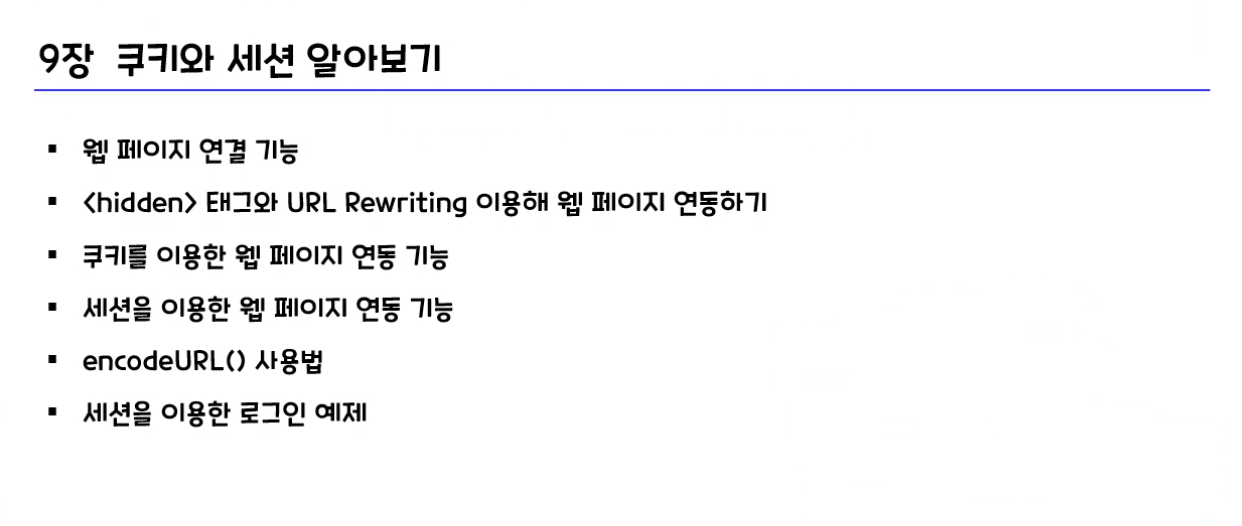 9장 쿠키와 세션 알아보기
▪ 웹 페이지 연결 기능
▪ <hidden> 태그와 URL Rewriting 이용해 웹 페이지 연동하기
▪ 쿠키를 이용한 웹 페이지 연동 기능
▪ 세션을 이용한 웹 페이지 연동 기능
▪ encodeURL() 사용법
▪ 세션을 이용한 로그인 예제